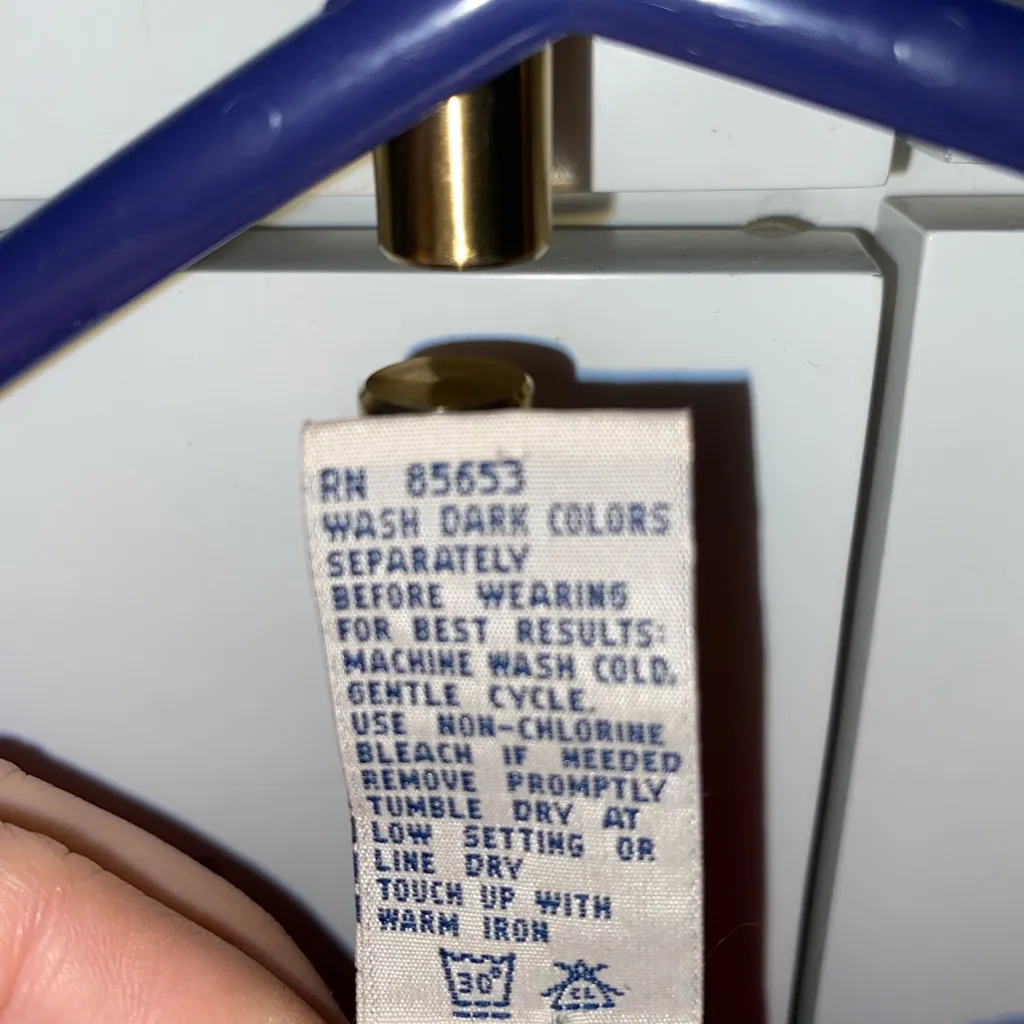 RN 85653
WASH DARK COLORS
SEPARATELY
BEFORE WEARING
FOR BEST RESULTS:
MACHINE WASH COLD,
GENTLE CYCLE.
USE NON-CHLORINE
BLEACH IF NEEDED
REMOVE PROMPTLY
TUMBLE DRY AT
LOW SETTING OR
LINE DRY
TOUCH UP WITH
WARM IRON
30° CL